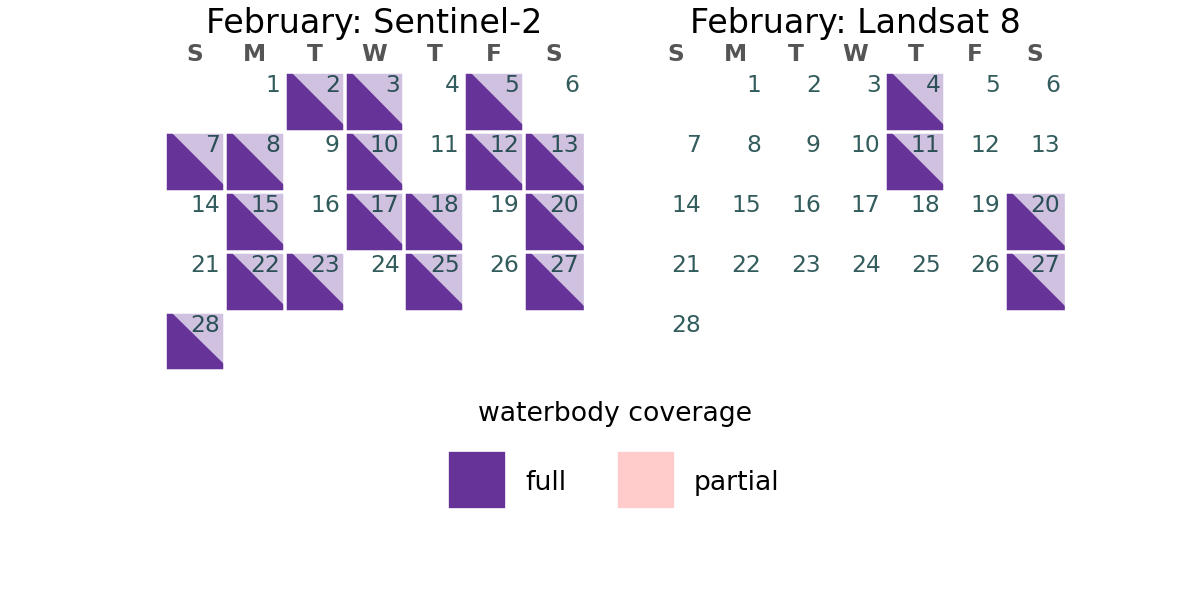 February: Sentinel-2
S M T W T F S
1 2 3 4 5 6
7 8 9 10 11 12 13
14 15 16 17 18 19 20
21 22 23 24 25 26 27
28
February: Landsat 8
S M T W T F S
1 2 3 4 5 6
7 8 9 10 11 12 13
14 15 16 17 18 19 20
21 22 23 24 25 26 27
28
waterbody coverage
full partial